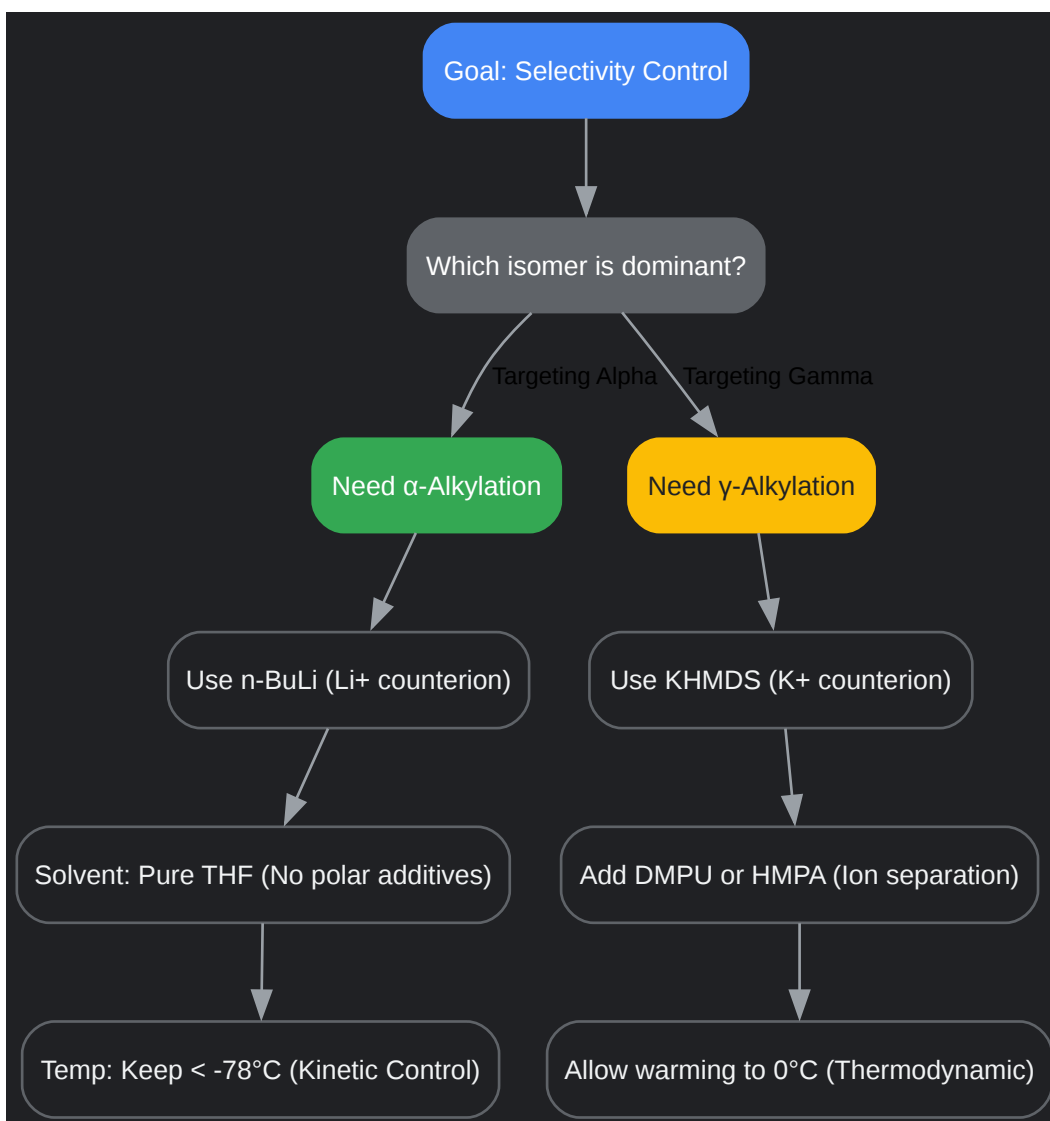 Goal: Selectivity Control
Which isomer is dominant?
Targeting Alpha
Targeting Gamma
Need α-Alkylation
Need γ-Alkylation
Use n-BuLi (Li+ counterion)
Use KHMDS (K+ counterion)
Solvent: Pure THF (No polar additives)
Add DMPU or HMPA (Ion separation)
Temp: Keep < -78°C (Kinetic Control)
Allow warming to 0°C (Thermodynamic)